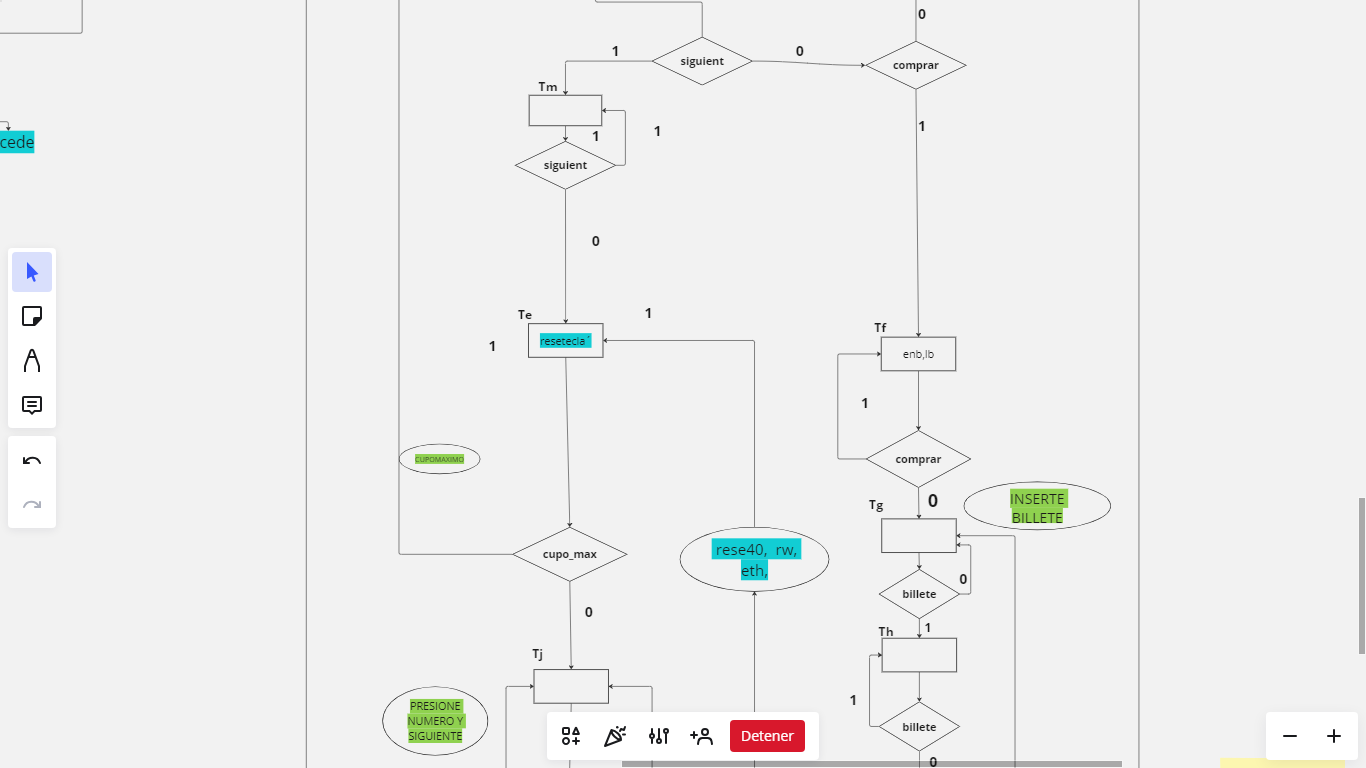 0
1
siguient
0
comprar
Tm
1
1
1
siguient
cede
0
Te
1
resetecla´
1
Tf
enb,lb
1
CUPOMAXIMO
comprar
0
INSERTE
BILLETE
Tg
cupo_max
rese40, rw,
eth,
billete
0
0
1
Th
Tj
1
PRESIONE
NUMERO Y
SIGUIENTE
billete
Detener
0